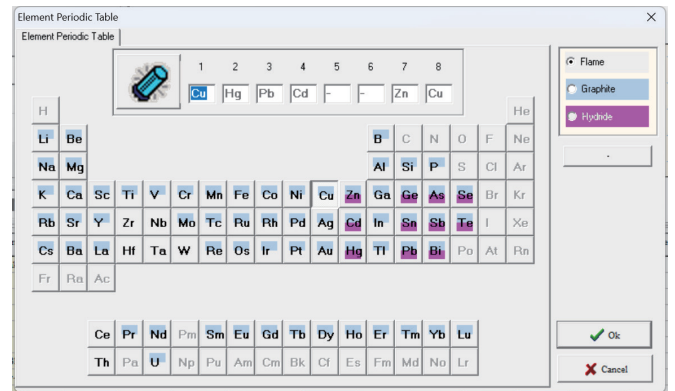 Element Periodic Table
Element Periodic Table
1 2 3 4 5 6 7 8
Cu Hg Pb Cd - - Zn Cu
Flame
Graphite
Hydride
.
H He
Li Be B C N O F Ne
Na Mg Al Si P S Cl Ar
K Ca Sc Ti V Cr Mn Fe Co Ni Cu Zn Ga Ge As Se Br Kr
Rb Sr Y Zr Nb Mo Tc Ru Rh Pd Ag Cd In Sn Sb Te I Xe
Cs Ba La Hf Ta W Re Os Ir Pt Au Hg Tl Pb Bi Po At Rn
Fr Ra Ac
Ce Pr Nd Pm Sm Eu Gd Tb Dy Ho Er Tm Yb Lu
Th Pa U Np Pu Am Cm Bk Cf Es Fm Md No Lr
Ok
Cancel